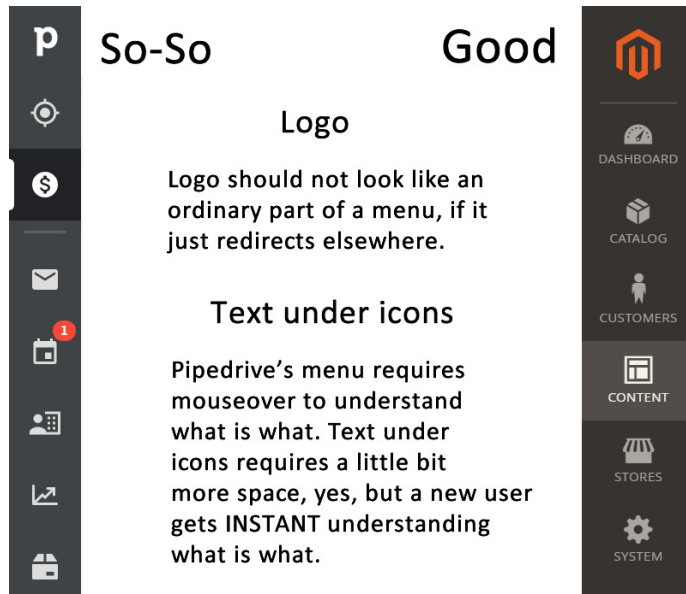 p
So-So
Good
Logo
Logo should not look like an
ordinary part of a menu, if it
just redirects elsewhere.
Text under icons
Pipedrive’s menu requires
mouseover to understand
what is what. Text under
icons requires a little bit
more space, yes, but a new user
gets INSTANT understanding
what is what.
$
1
DASHBOARD
CATALOG
CUSTOMERS
CONTENT
STORES
SYSTEM